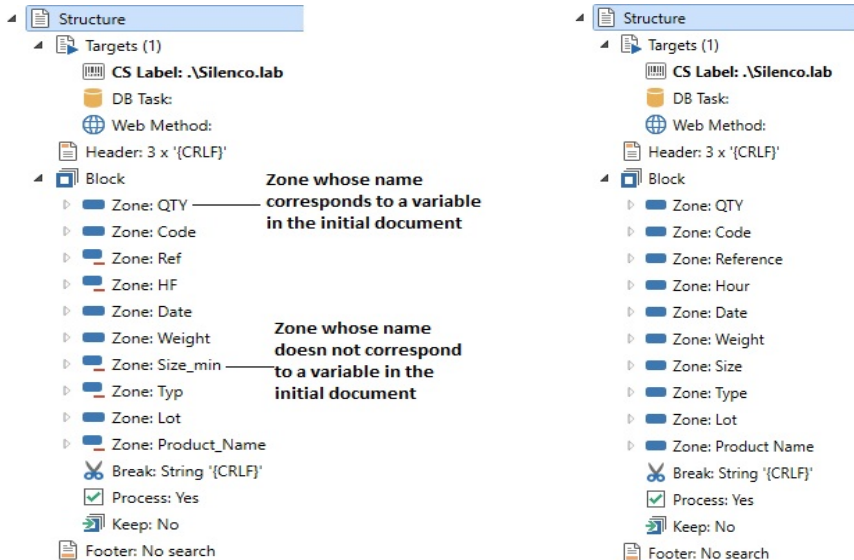 Structure
Targets (1)
CS Label: .\Silenco.lab
DB Task:
Web Method:
Header: 3 x '{CRLF}'
Block
Zone: QTY
Zone: Code
Zone: Ref
Zone: HF
Zone: Date
Zone: Weight
Zone: Size_min
Zone: Typ
Zone: Lot
Zone: Product_Name
Break: String '{CRLF}'
Process: Yes
Keep: No
Footer: No search
Zone whose name
corresponds to a variable
in the initial document
Zone whose name
doesn not correspond
to a variable in the
initial document
Structure
Targets (1)
CS Label: .\Silenco.lab
DB Task:
Web Method:
Header: 3 x '{CRLF}'
Block
Zone: QTY
Zone: Code
Zone: Reference
Zone: Hour
Zone: Date
Zone: Weight
Zone: Size
Zone: Type
Zone: Lot
Zone: Product Name
Break: String '{CRLF}'
Process: Yes
Keep: No
Footer: No search